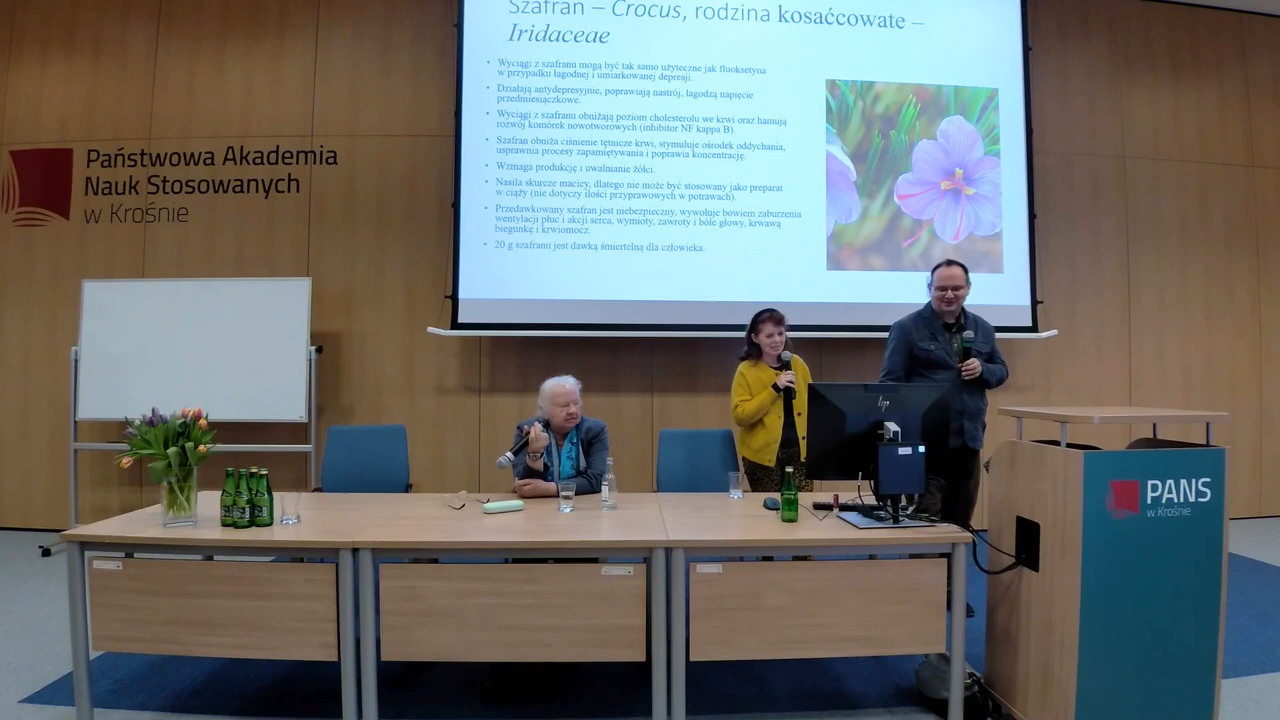 Szafran – Crocus, rodzina kosaćcowate –
Iridaceae
• Wyciągi z szafranu mogą być tak samo użyteczne jak fluoksetyna
w przypadku łagodnej i umiarkowanej depresji.
• Działają antydepresyjnie, poprawiają nastrój, łagodzą napięcie
przedmiesiączkowe.
• Wyciągi z szafranu obniżają poziom cholesterolu we krwi oraz hamują
rozwój komórek nowotworowych (inhibitor NF kappa B)
• Szafran obniża ciśnienie tętnicze krwi, stymuluje ośrodek oddychania,
usprawnia procesy zapamiętywania i poprawia koncentrację.
• Wzmaga produkcję i uwalnianie żółci.
• Nasila skurcze macicy, dlatego nie może być stosowany jako preparat
w ciąży (nie dotyczy ilości przyprawowych w potrawach).
• Przedawkowany szafran jest niebezpieczny, wywołuje bowiem zaburzenia
wentylacji płuc i akcji serca, wymioty, zawroty i bóle głowy, krwawą
biegunkę i krwiomocz.
• 20 g szafranu jest dawką śmiertelną dla człowieka.
Państwowa Akademia
Nauk Stosowanych
w Krośnie
hp
PANS
w Krośnie